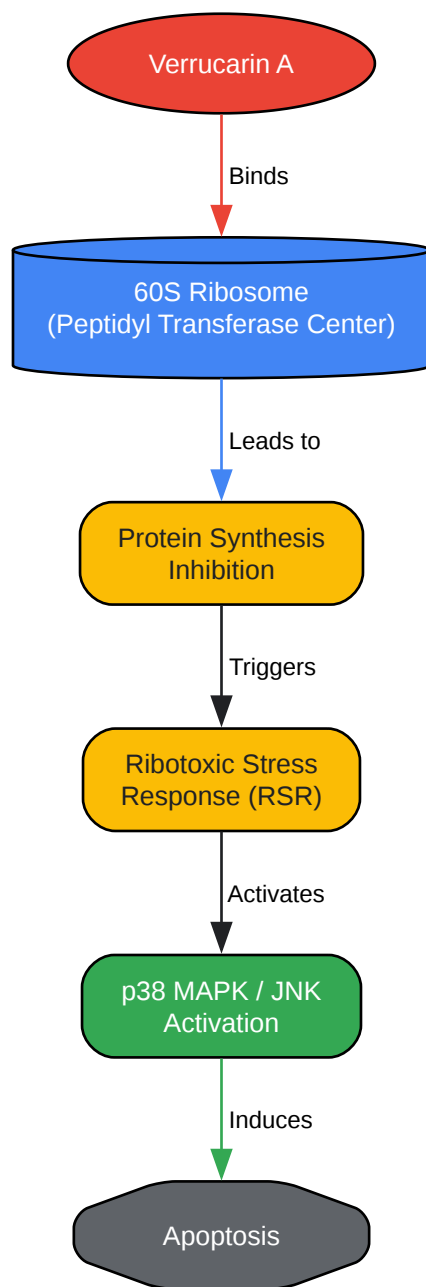 Verrucarin A
Binds
60S Ribosome
(Peptidyl Transferase Center)
Leads to
Protein Synthesis
Inhibition
Triggers
Ribotoxic Stress
Response (RSR)
Activates
p38 MAPK / JNK
Activation
Induces
Apoptosis